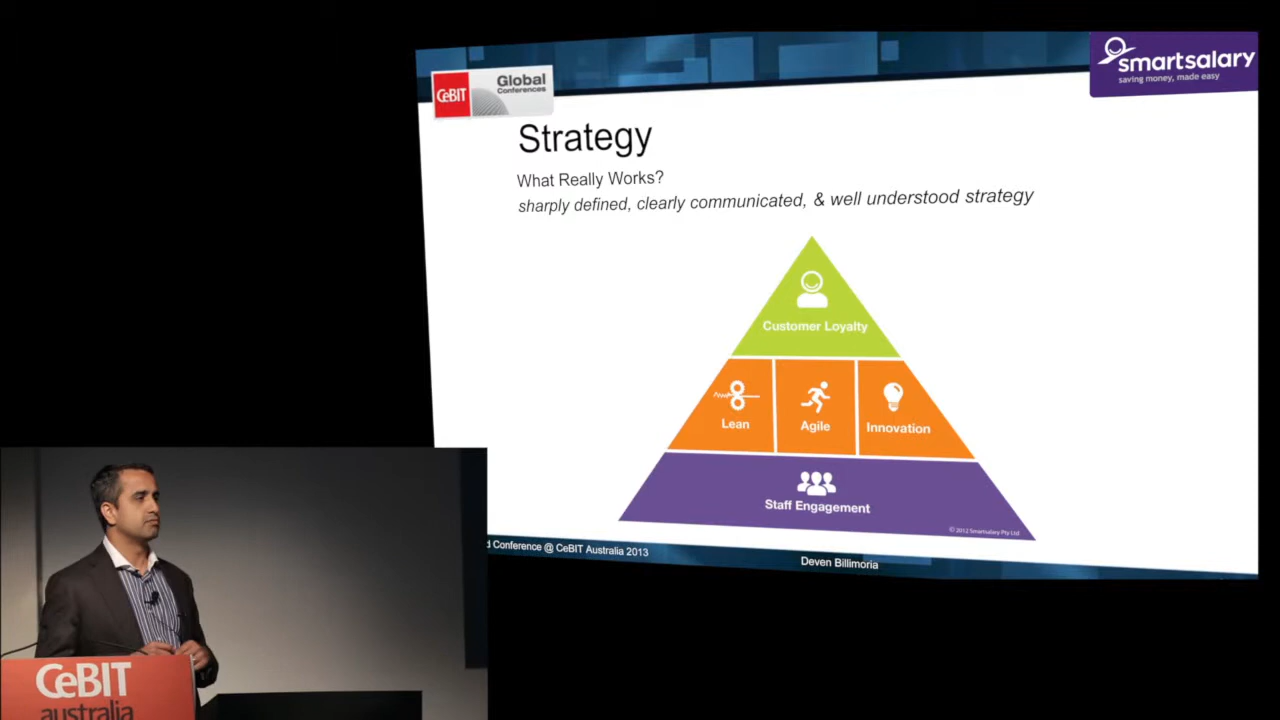 CeBIT
Global
Conferences
smartsalary
saving money, made easy
Strategy
What Really Works?
sharply defined, clearly communicated, & well understood strategy
Customer Loyalty
Lean
Agile
Innovation
Staff Engagement
© 2012 Smartsalary Pty Ltd
d Conference @ CeBIT Australia 2013
Deven Billimoria
CeBIT
australia